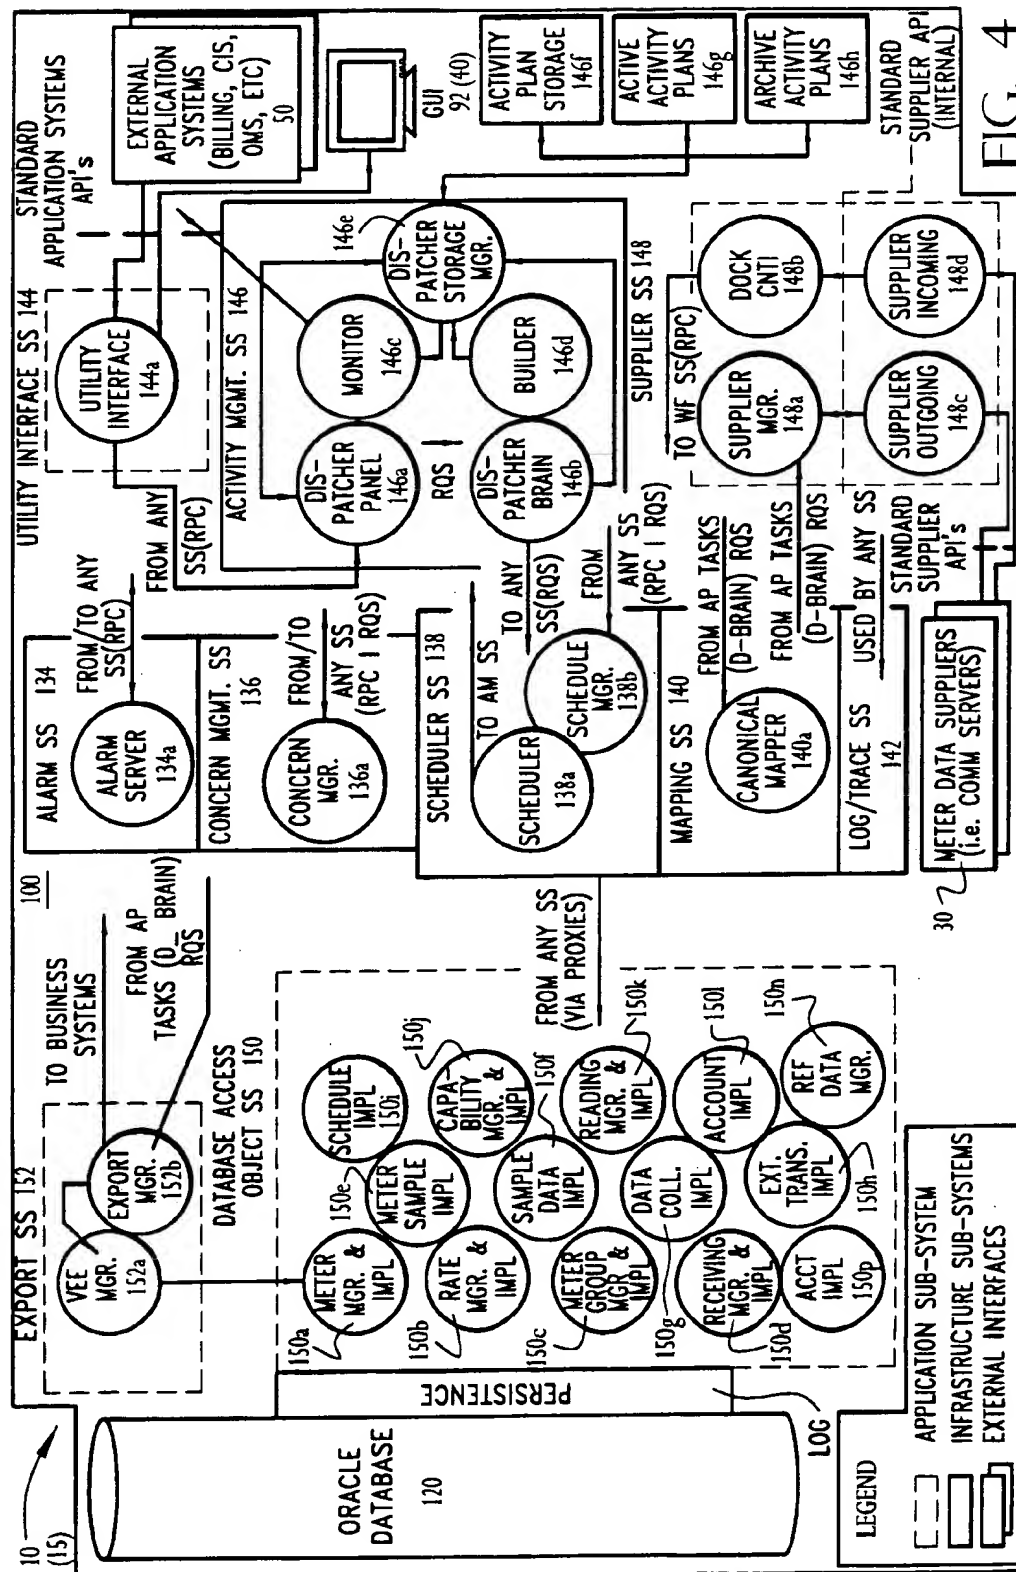 10
(15)
EXPORT SS 152
VEE
MGR.
152a
EXPORT
MGR.
152b
TO BUSINESS
SYSTEMS
100
FROM AP
TASKS (D_ BRAIN)
RQS
DATABASE ACCESS
OBJECT SS 150
ORACLE
DATABASE
120
PERSISTENCE
LOG
150a
METER
MGR. &
IMPL
150e
METER
SAMPLE
IMPL
SCHEDULE
IMPL
150i
150b
RATE
MGR. &
IMPL
150j
CAPA-
BILITY
MGR. &
IMPL
150c
METER
GROUP
MGR &
IMPL
SAMPLE
DATA
IMPL
150f
READING
MGR. &
IMPL
150k
150g
DATA
COLL.
IMPL
RECEIVING
MGR. &
IMPL
150d
ACCOUNT
IMPL
150l
ACCT
IMPL
150p
EXT.
TRANS.
IMPL
150h
REF
DATA
MGR.
150n
FROM ANY SS
(VIA PROXIES)
LEGEND
APPLICATION SUB-SYSTEM
INFRASTRUCTURE SUB-SYSTEMS
EXTERNAL INTERFACES
ALARM SS 134
ALARM
SERVER
134a
FROM/TO ANY
SS(RPC)
CONCERN MGMT. SS
136
CONCERN
MGR.
136a
FROM/TO
ANY SS
(RPC | RQS)
SCHEDULER SS 138
SCHEDULER
138a
SCHEDULE
MGR.
138b
TO AM SS
TO ANY
SS(RQS)
FROM
ANY SS
(RPC | RQS)
MAPPING SS 140
CANONICAL
MAPPER
140a
FROM AP TASKS
(D-BRAIN) RQS
FROM AP TASKS
(D-BRAIN) RQS
LOG/TRACE SS
142
USED BY ANY SS
30
METER DATA SUPPLIERS
(i.e. COMM SERVERS)
STANDARD
SUPPLIER
API's
UTILITY INTERFACE SS 144
UTILITY
INTERFACE
144a
FROM ANY
SS(RPC)
STANDARD
APPLICATION SYSTEMS
API's
EXTERNAL
APPLICATION
SYSTEMS
(BILLING, CIS,
OMS, ETC)
50
GUI
92 (40)
ACTIVITY MGMT. SS 146
DIS-
PATCHER
PANEL
146a
MONITOR
146c
146e
DIS-
PATCHER
STORAGE
MGR.
RQS
DIS-
PATCHER
BRAIN
146b
BUILDER
146d
ACTIVITY
PLAN
STORAGE
146f
ACTIVE
ACTIVITY
PLANS
146g
ARCHIVE
ACTIVITY
PLANS
146h
SUPPLIER SS 148
TO WF SS(RPC)
SUPPLIER
MGR.
148a
DOCK
CNTI
148b
SUPPLIER
OUTGOING
148c
SUPPLIER
INCOMING
148d
STANDARD
SUPPLIER API
(INTERNAL)
FIG. 4